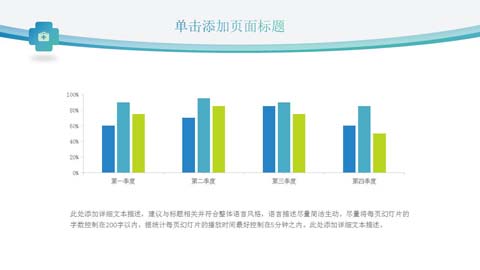 单击添加页面标题
100%
80%
60%
40%
20%
0%
第一季度 第二季度 第三季度 第四季度
此处添加详细文本描述，建议与标题相关并符合整体语言风格，语言描述尽量简洁生动。尽量将每页幻灯片的
字数控制在200字以内，据统计每页幻灯片的播放时间最好控制在5分钟之内。此处添加详细文本描述。